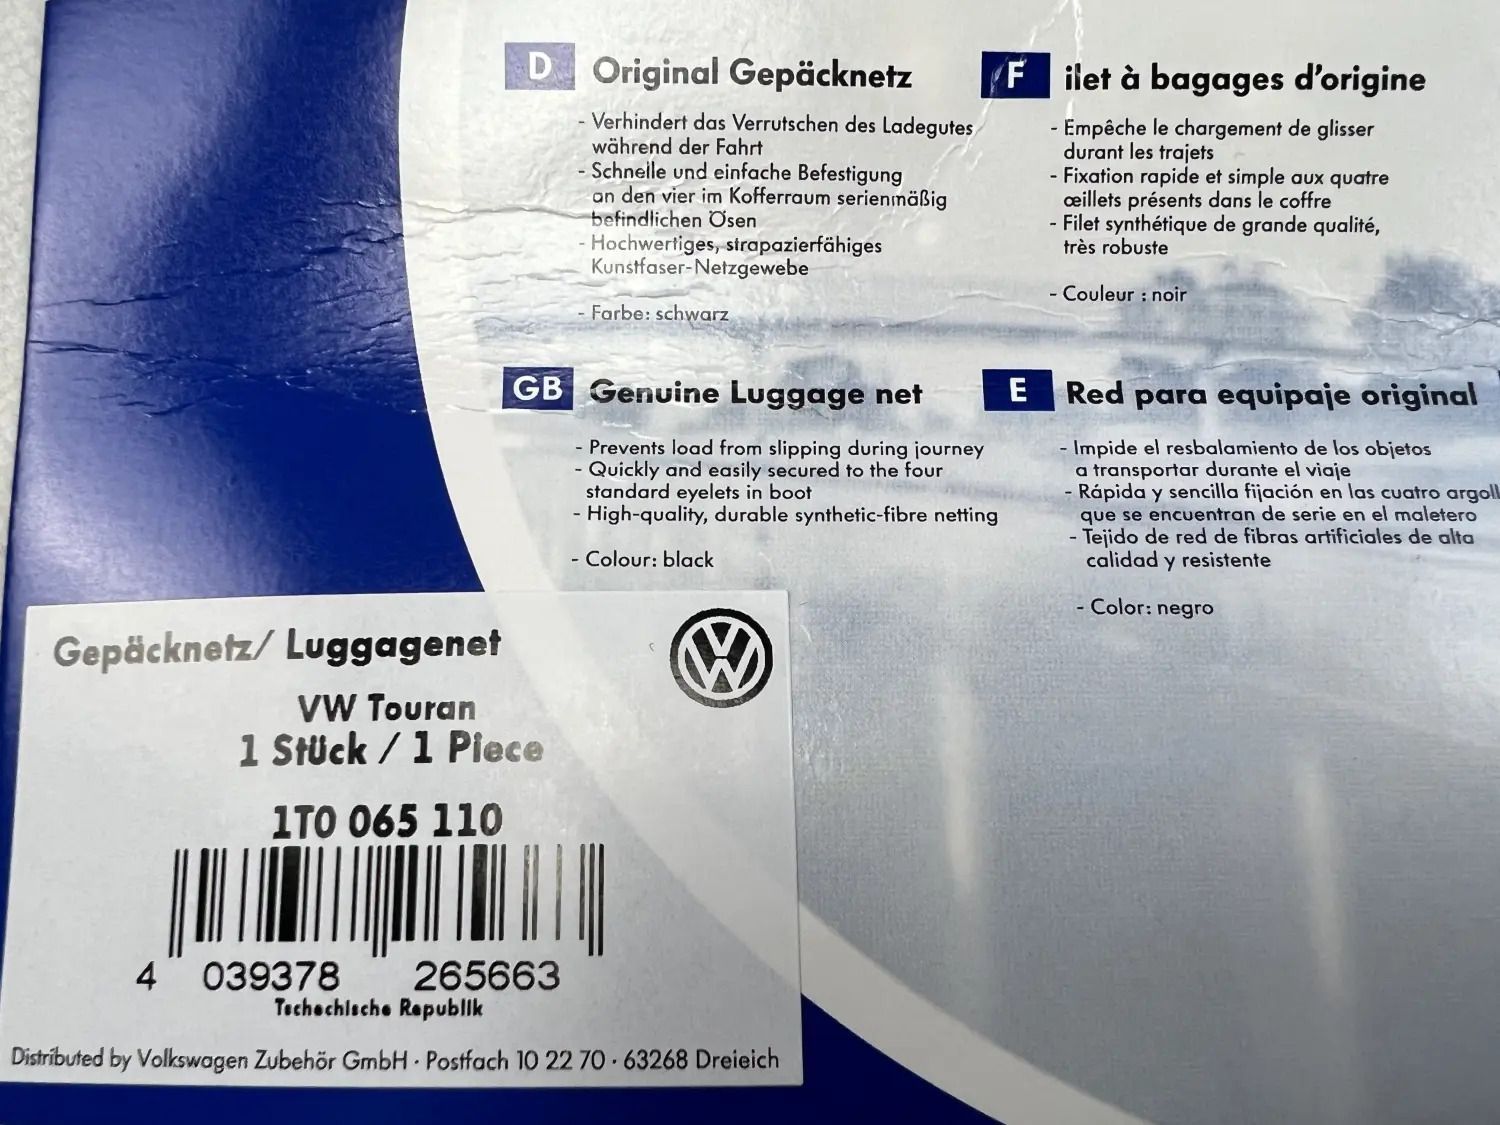 D Original Gepäcknetz
- Verhindert das Verrutschen des Ladegutes
während der Fahrt
- Schnelle und einfache Befestigung
an den vier im Kofferraum serienmäßig
befindlichen Ösen
- Hochwertiges, strapazierfähiges
Kunstfaser-Netzgewebe
- Farbe: schwarz
F ilet à bagages d'origine
- Empêche le chargement de glisser
durant les trajets
- Fixation rapide et simple aux quatre
œillets présents dans le coffre
- Filet synthétique de grande qualité,
très robuste
- Couleur : noir
GB Genuine Luggage net
- Prevents load from slipping during journey
- Quickly and easily secured to the four
standard eyelets in boot
- High-quality, durable synthetic-fibre netting
- Colour: black
E Red para equipaje original
- Impide el resbalamiento de los objetos
a transportar durante el viaje
- Rápida y sencilla fijación en las cuatro argoll
que se encuentran de serie en el maletero
- Tejido de red de fibras artificiales de alta
calidad y resistente
- Color: negro
Gepäcknetz/ Luggagenet
VW Touran
1 Stück / 1 Piece
1T0 065 110
4 039378 265663
Tschechische Republik
Distributed by Volkswagen Zubehör GmbH · Postfach 10 22 70 · 63268 Dreieich